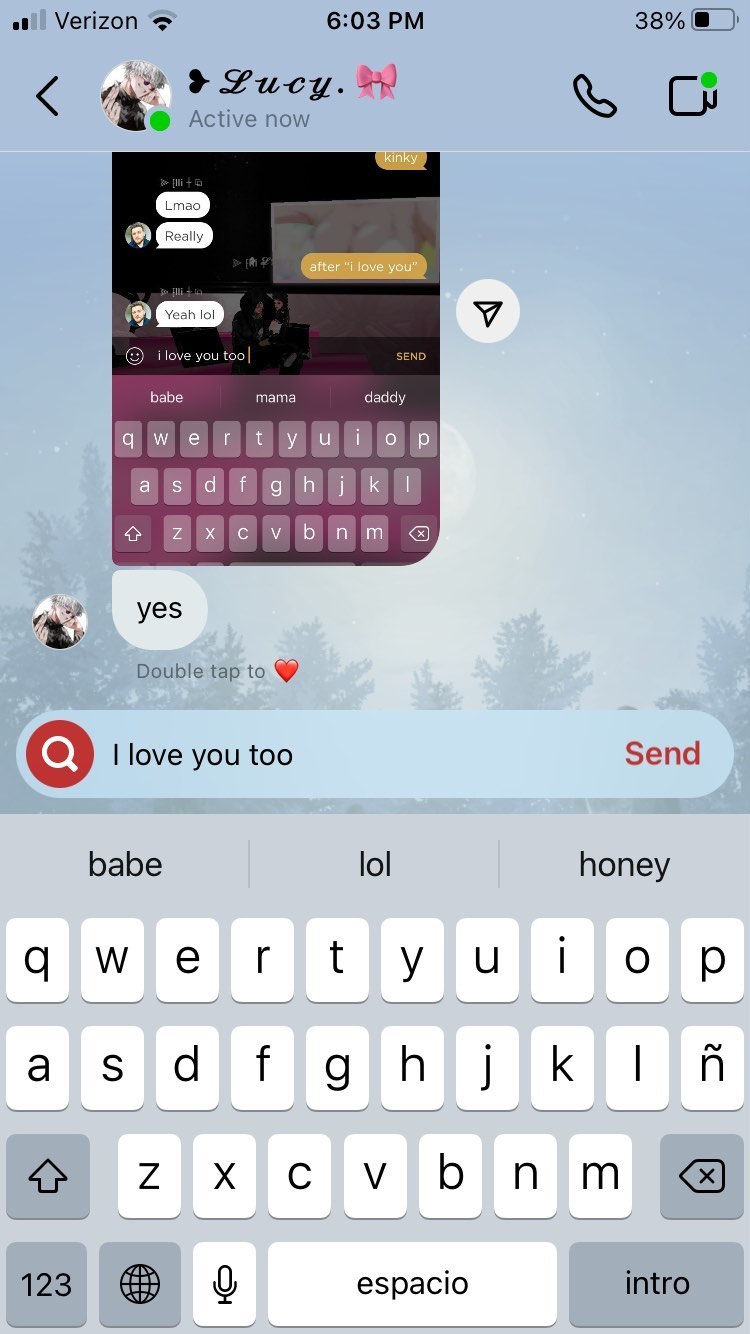 Verizon 6:03 PM 38%
❥ 𝓛𝓾𝓬𝔂. 🎀
Active now
kinky
Lmao
Really
after “i love you”
Yeah lol
i love you too SEND
babe mama daddy
q w e r t y u i o p
a s d f g h j k l
z x c v b n m
yes
Double tap to ❤️
I love you too Send
babe lol honey
q w e r t y u i o p
a s d f g h j k l ñ
z x c v b n m
123 espacio intro